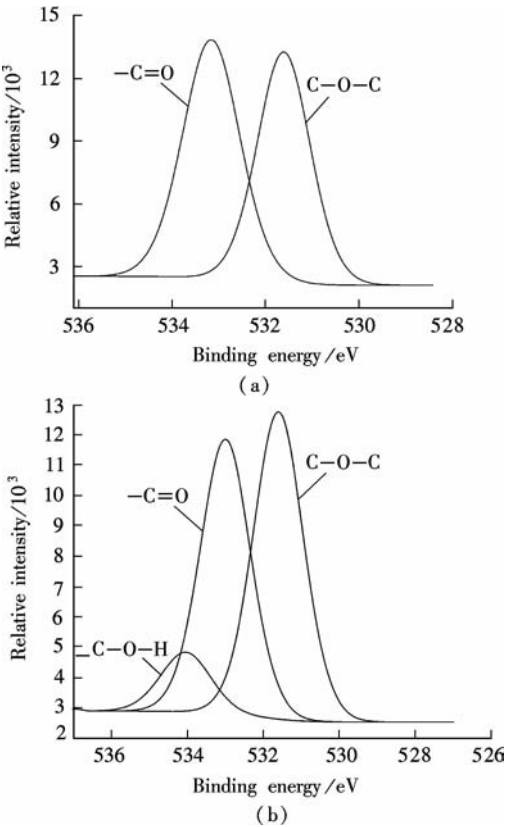 15
12
9
6
3
Relative intensity/10³
−C=O
C−O−C
536
534
532
530
528
Binding energy/eV
(a)
13
12
11
10
9
8
7
6
5
4
3
2
Relative intensity/10³
C−O−C
−C=O
−C−O−H
536
534
532
530
528
526
Binding energy/eV
(b)